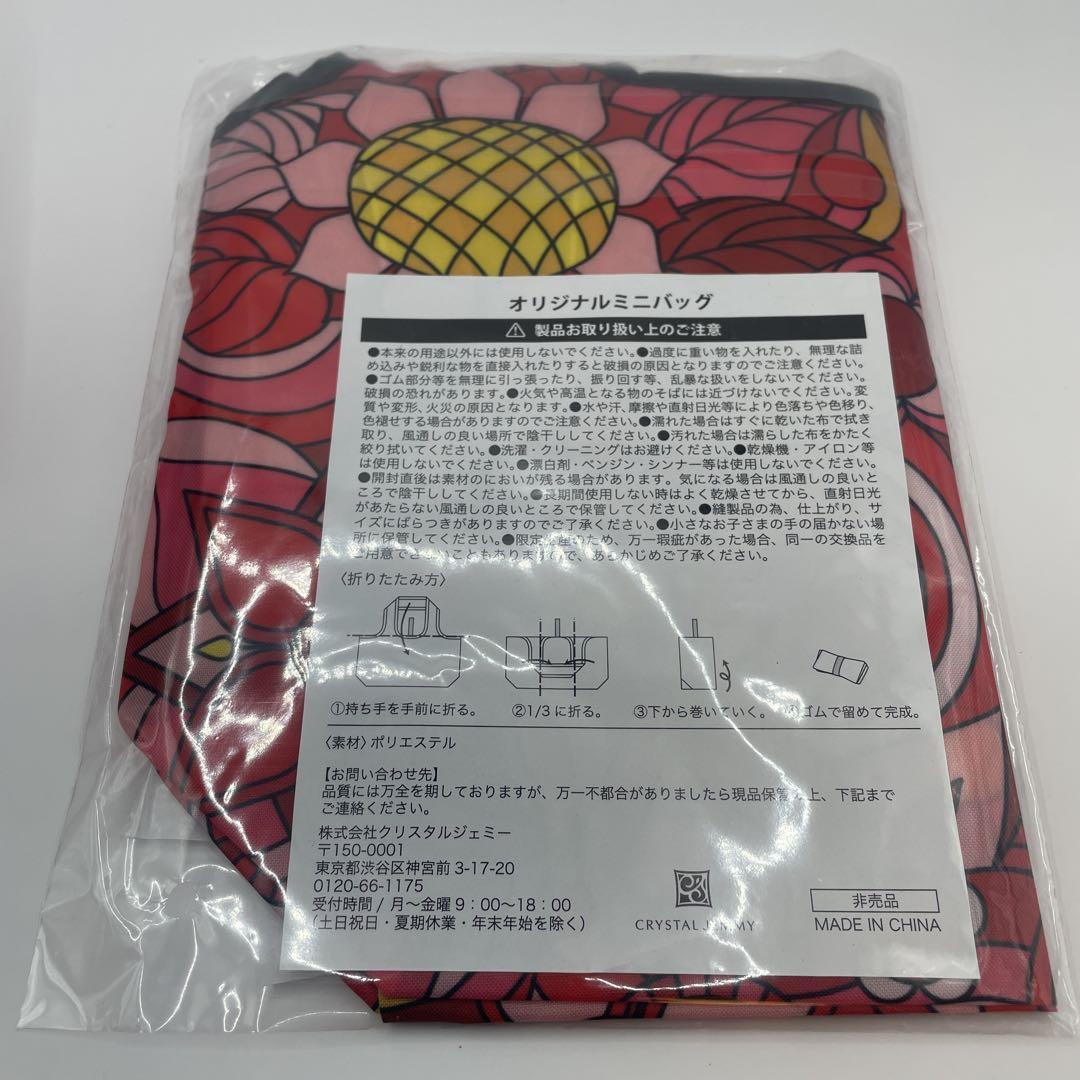 オリジナルミニバッグ
製品お取り扱い上のご注意
●本来の用途以外には使用しないでください。●過度に重い物を入れたり、無理な詰
め込みや鋭利な物を直接入れたりすると破損の原因となりますのでご注意ください。
●ゴム部分等を無理に引っ張ったり、振り回す等、乱暴な扱いをしないでください。
破損の恐れがあります。●火気や高温となる物のそばには近づけないでください。変
質や変形、火災の原因となります。●水や汗、摩擦や直射日光等により色落ちや色移り、
色褪せする場合がありますのでご注意ください。●濡れた場合はすぐに乾いた布で拭き
取り、風通しの良い場所で陰干ししてください。●汚れた場合は濡らした布をかたく
絞り拭いてください。●洗濯・クリーニングはお避けください。●乾燥機・アイロン等
は使用しないでください。●漂白剤・ベンジン・シンナー等は使用しないでください。
●開封直後は素材のにおいが残る場合があります。気になる場合は風通しの良いと
ころで陰干ししてください。●長期間使用しない時はよく乾燥させてから、直射日光
があたらない風通しの良いところで保管してください。●縫製品の為、仕上がり、サ
イズにばらつきがありますのでご了承ください。●小さなお子さまの手の届かない場
所に保管してください。●限定生産のため、万一瑕疵があった場合、同一の交換品を
ご用意できないこともありますので、あらかじめご了承ください。
〈折りたたみ方〉
①持ち手を手前に折る。 ②1/3に折る。 ③下から巻いていく。 ④ゴムで留めて完成。
〈素材〉ポリエステル
【お問い合わせ先】
品質には万全を期しておりますが、万一不都合がありましたら現品保管の上、下記まで
ご連絡ください。
株式会社クリスタルジェミー
〒150-0001
東京都渋谷区神宮前 3-17-20
0120-66-1175
受付時間 / 月〜金曜 9：00〜18：00
（土日祝日・夏期休業・年末年始を除く）
CRYSTAL JEMMY
非売品
MADE IN CHINA